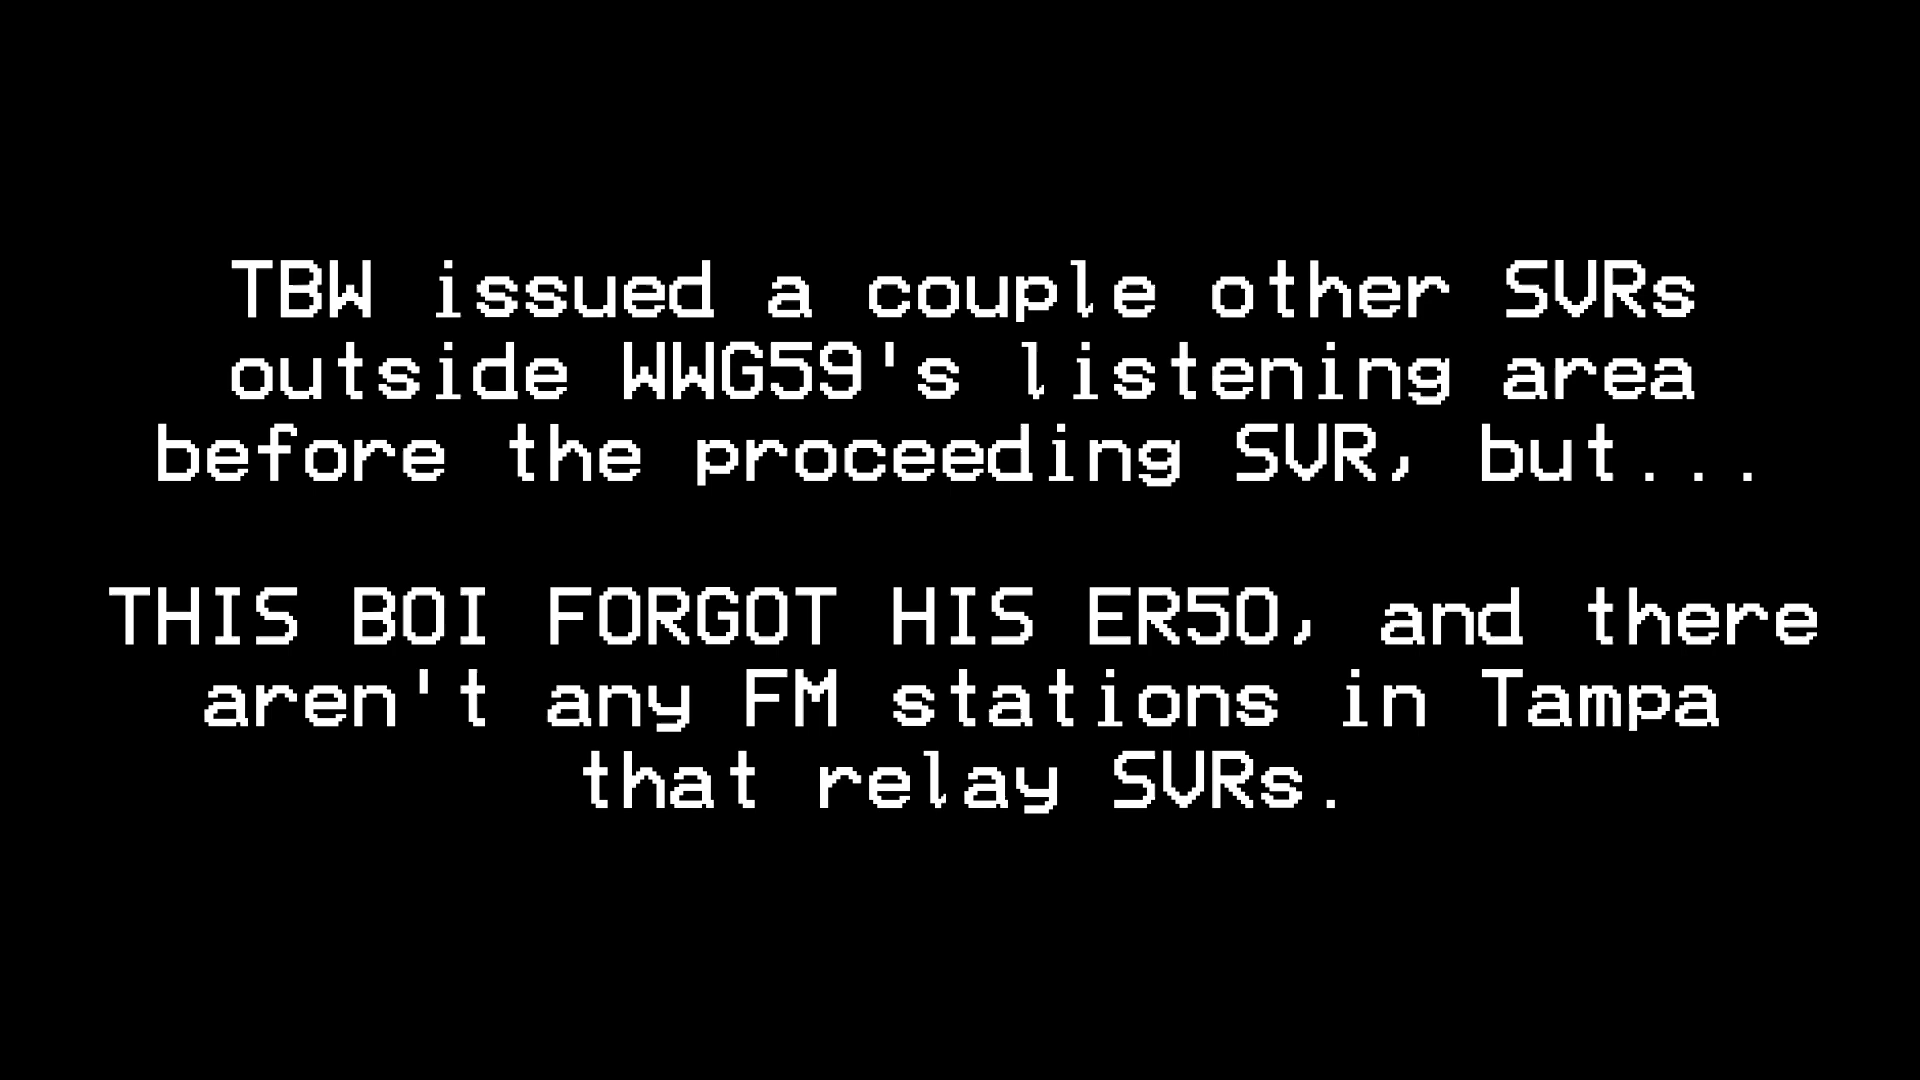 TBW issued a couple other SVRs
outside WWG59's listening area
before the proceeding SVR, but...
THIS BOI FORGOT HIS ER50, and there
aren't any FM stations in Tampa
that relay SVRs.